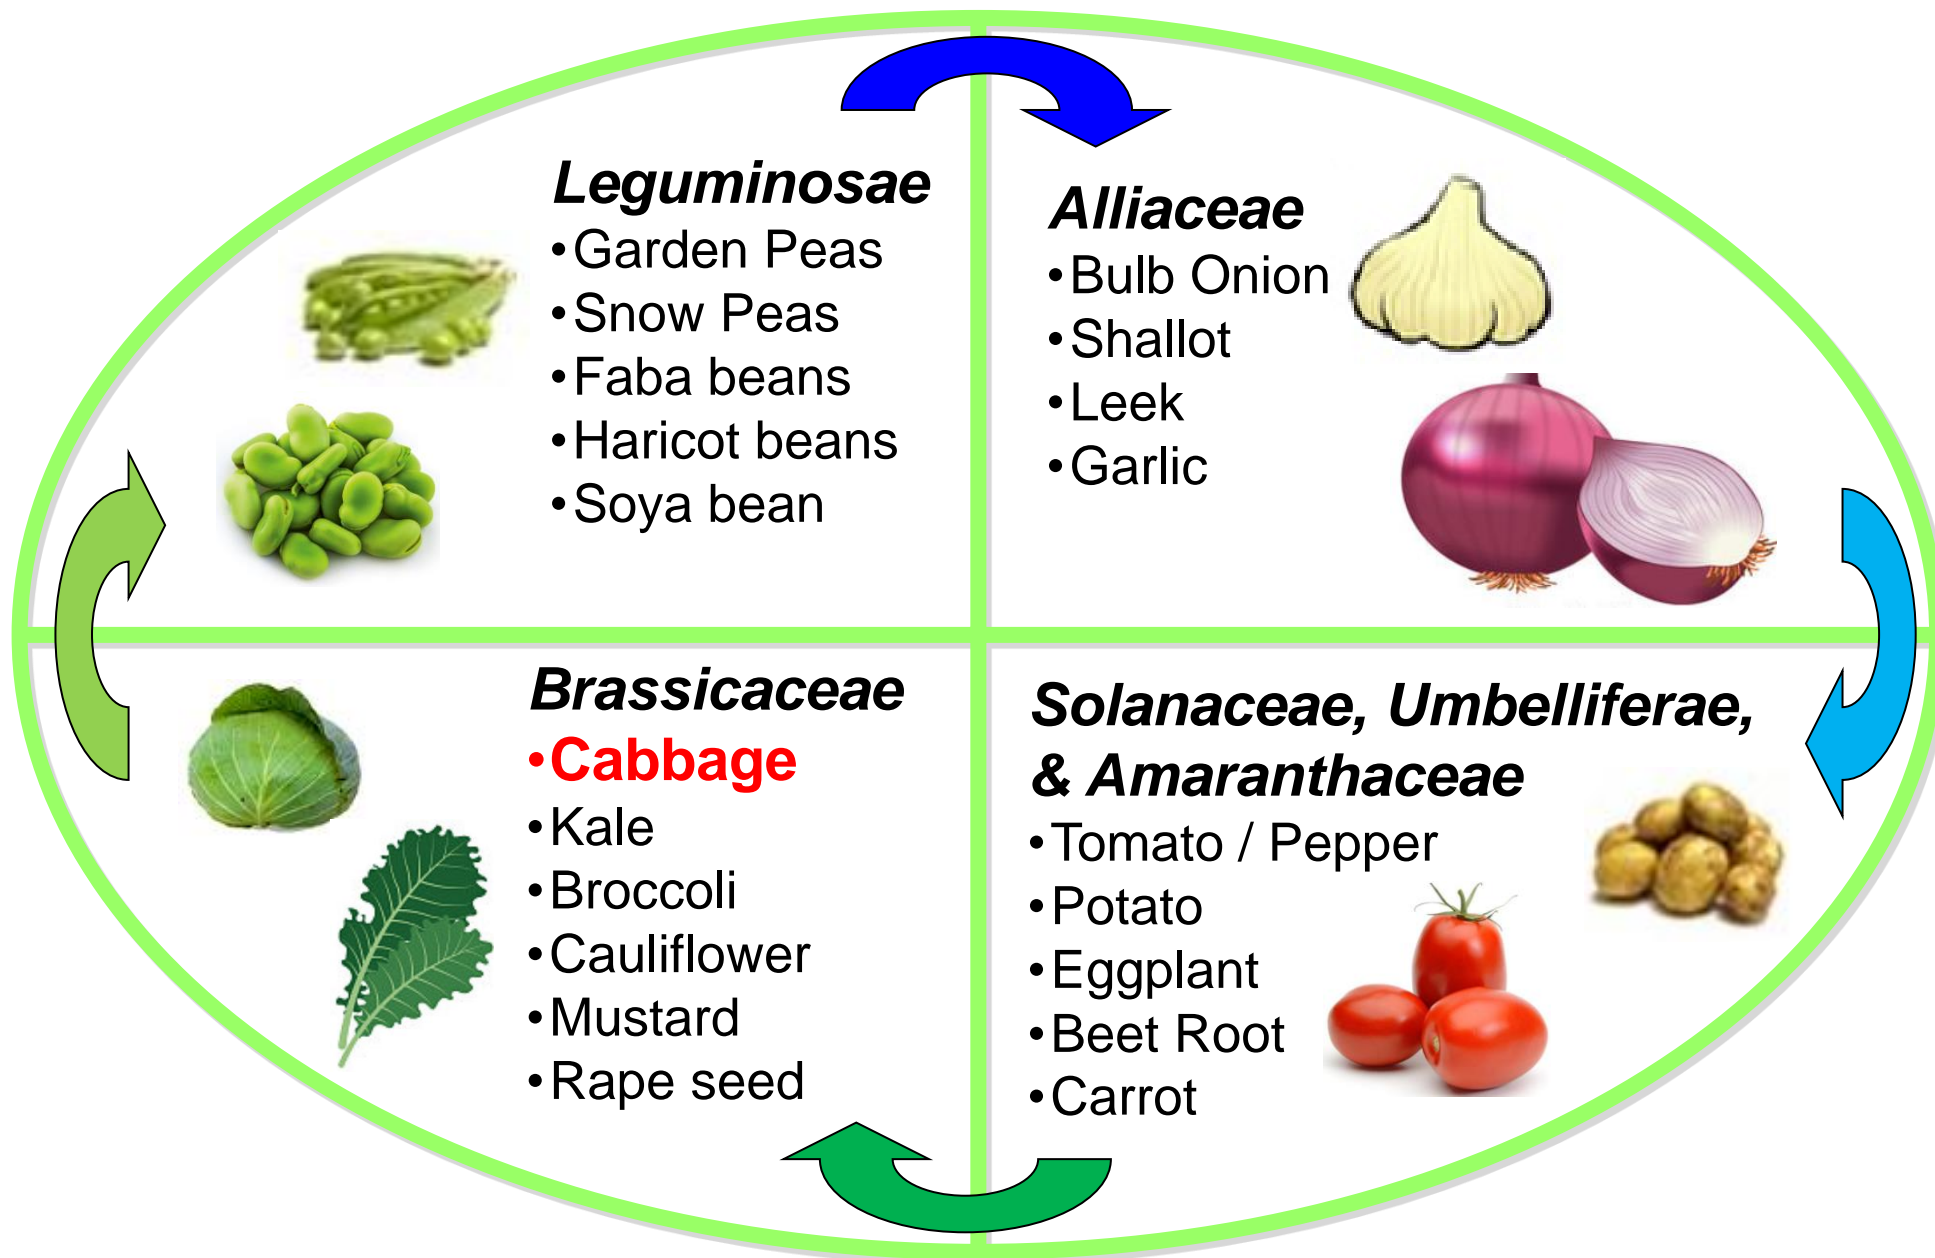 Leguminosae
•Garden Peas
•Snow Peas
•Faba beans
•Haricot beans
•Soya bean
Alliaceae
•Bulb Onion
•Shallot
•Leek
•Garlic
Brassicaceae
•Cabbage
•Kale
•Broccoli
•Cauliflower
•Mustard
•Rape seed
Solanaceae, Umbelliferae,
& Amaranthaceae
•Tomato / Pepper
•Potato
•Eggplant
•Beet Root
•Carrot